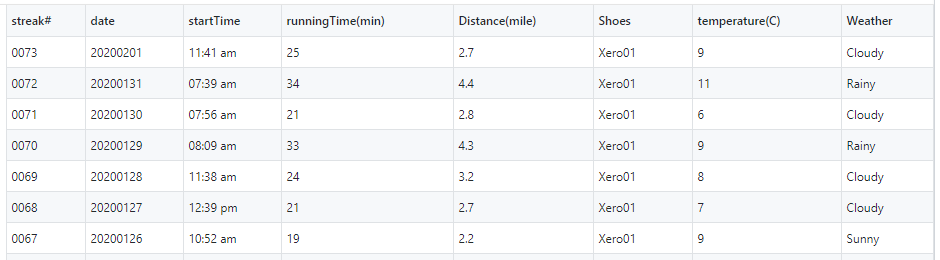 streak# date startTime runningTime(min) Distance(mile) Shoes temperature(C) Weather
0073 20200201 11:41 am 25 2.7 Xero01 9 Cloudy
0072 20200131 07:39 am 34 4.4 Xero01 11 Rainy
0071 20200130 07:56 am 21 2.8 Xero01 6 Cloudy
0070 20200129 08:09 am 33 4.3 Xero01 9 Rainy
0069 20200128 11:38 am 24 3.2 Xero01 8 Cloudy
0068 20200127 12:39 pm 21 2.7 Xero01 7 Cloudy
0067 20200126 10:52 am 19 2.2 Xero01 9 Sunny